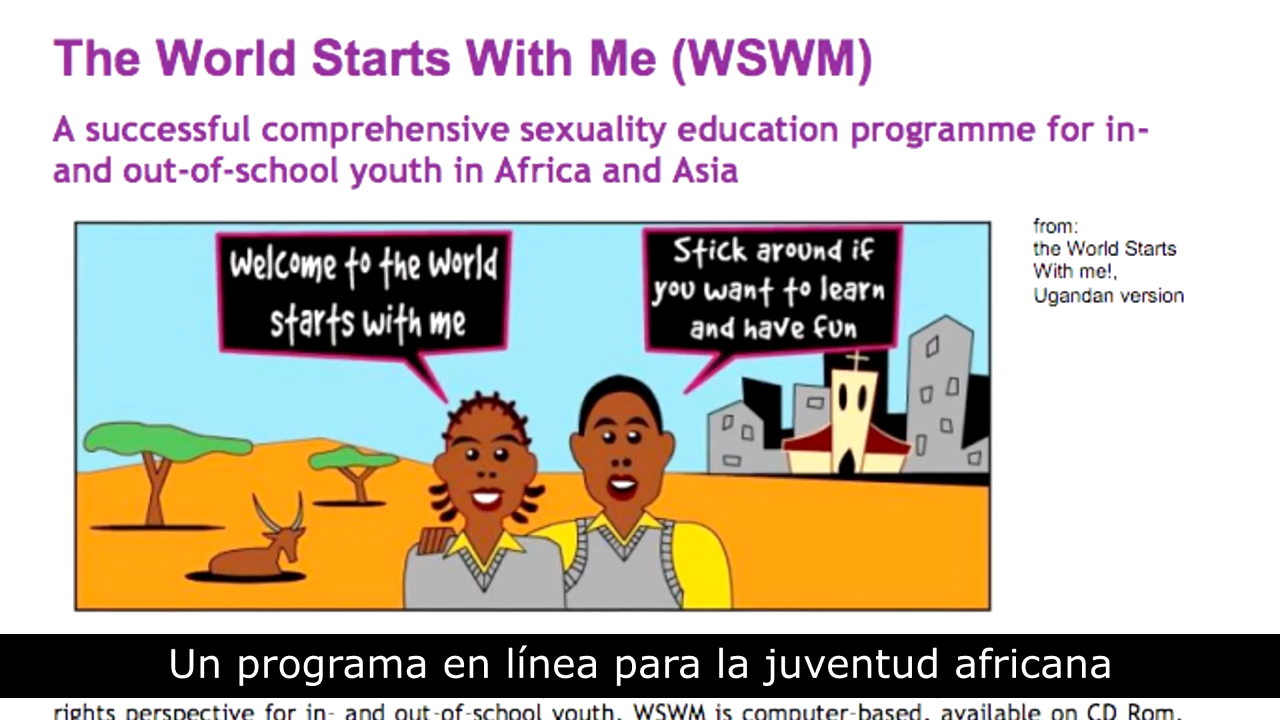 The World Starts With Me (WSWM)
A successful comprehensive sexuality education programme for in-
and out-of-school youth in Africa and Asia
Welcome to the World
starts with me
Stick around if
you want to learn
and have fun
from:
the World Starts
With me!,
Ugandan version
Un programa en línea para la juventud africana
rights perspective for in- and out-of-school youth. WSWM is computer-based, available on CD Rom,